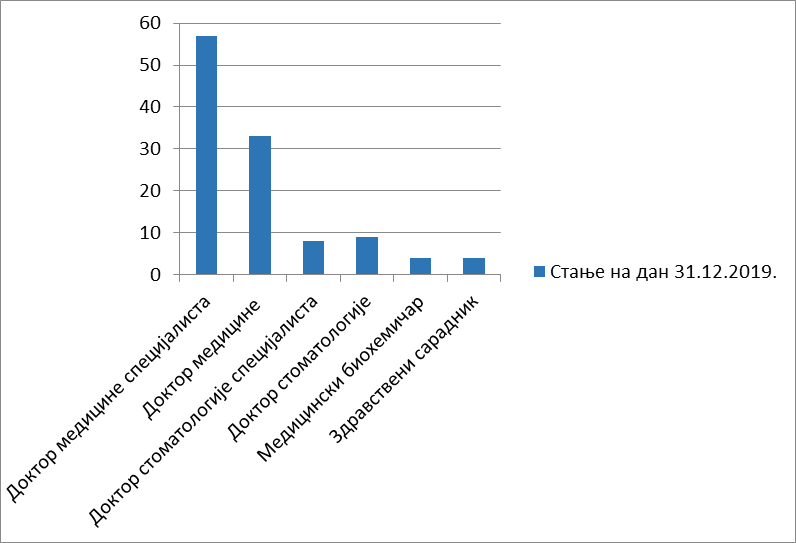 60
50
40
30
20
10
0
Доктор медицине специјалиста
Доктор медицине
Доктор стоматологије специјалиста
Доктор стоматологије
Медицински биохемичар
Здравствени сарадник
Стање на дан 31.12.2019.